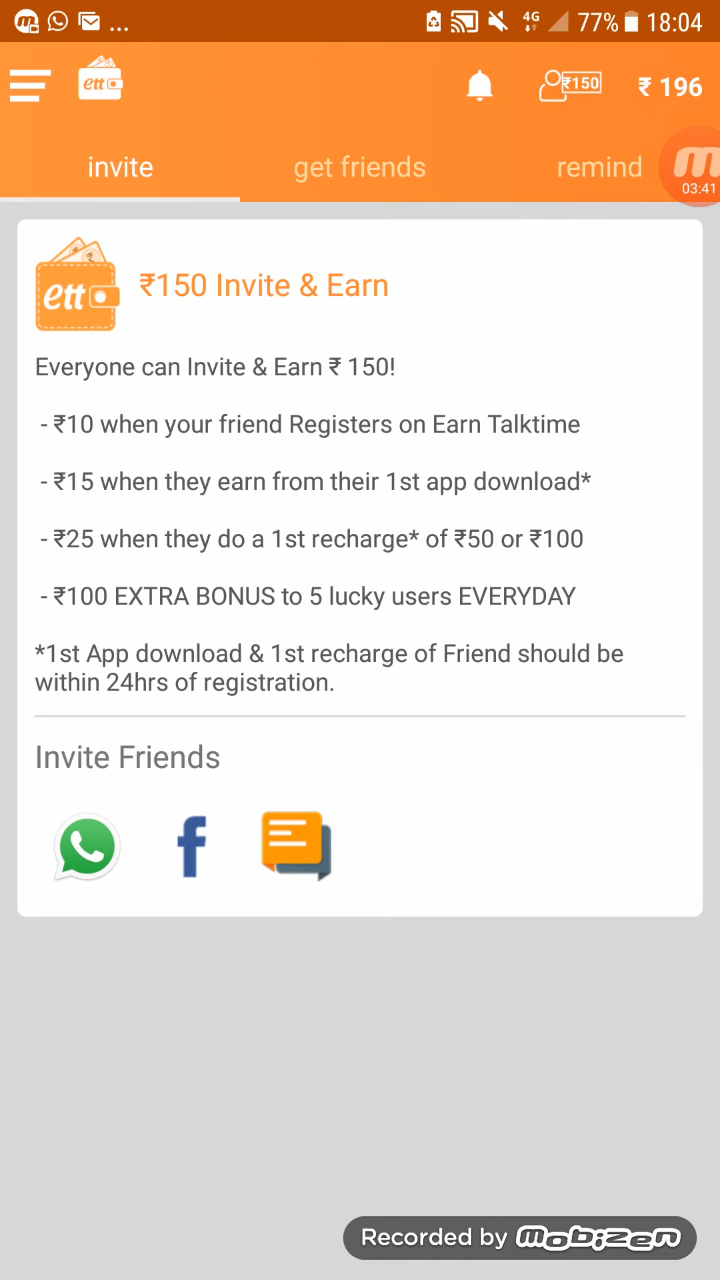 4G 77% 18:04
ett ₹150 ₹ 196
invite get friends remind
03:41
ett ₹150 Invite & Earn
Everyone can Invite & Earn ₹ 150!
- ₹10 when your friend Registers on Earn Talktime
- ₹15 when they earn from their 1st app download*
- ₹25 when they do a 1st recharge* of ₹50 or ₹100
- ₹100 EXTRA BONUS to 5 lucky users EVERYDAY
*1st App download & 1st recharge of Friend should be
within 24hrs of registration.
Invite Friends
Recorded by mobizen